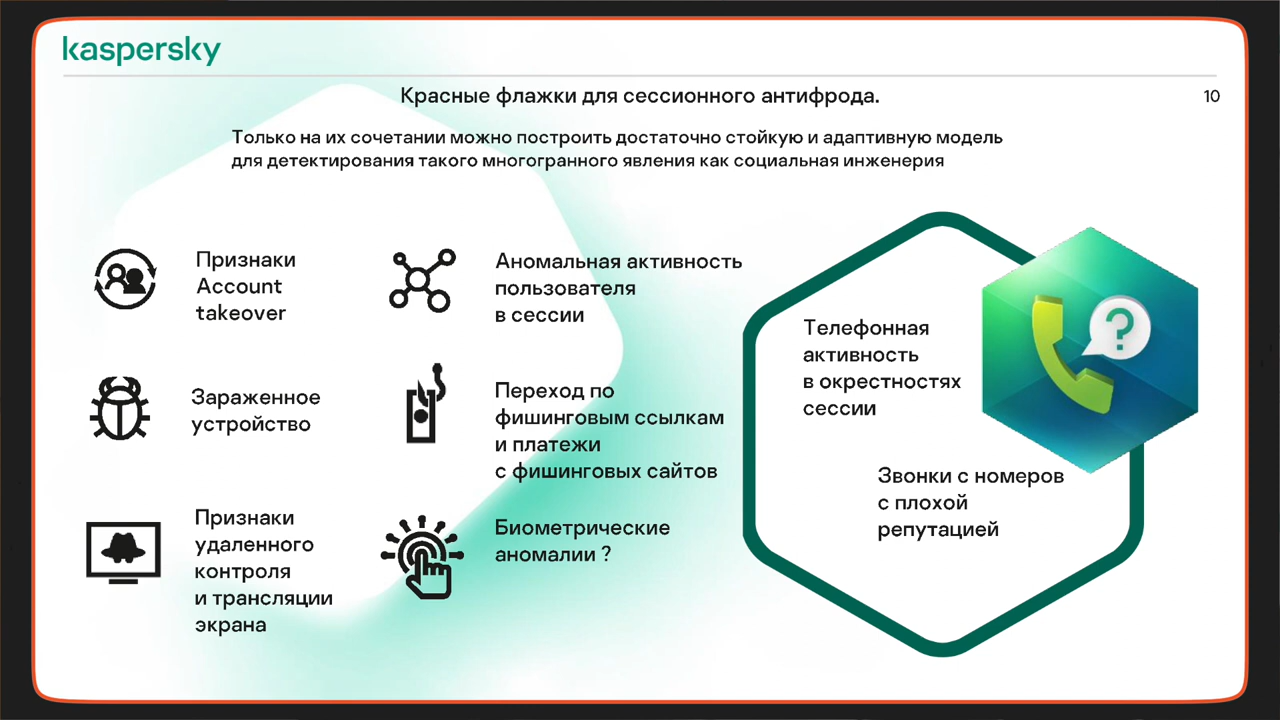 kaspersky
Красные флажки для сессионного антифрода.
10
Только на их сочетании можно построить достаточно стойкую и адаптивную модель
для детектирования такого многогранного явления как социальная инженерия
Признаки
Account
takeover
Аномальная активность
пользователя
в сессии
Зараженное
устройство
Переход по
фишинговым ссылкам
и платежи
с фишинговых сайтов
Признаки
удаленного
контроля
и трансляции
экрана
Биометрические
аномалии ?
Телефонная
активность
в окрестностях
сессии
?
Звонки с номеров
с плохой
репутацией